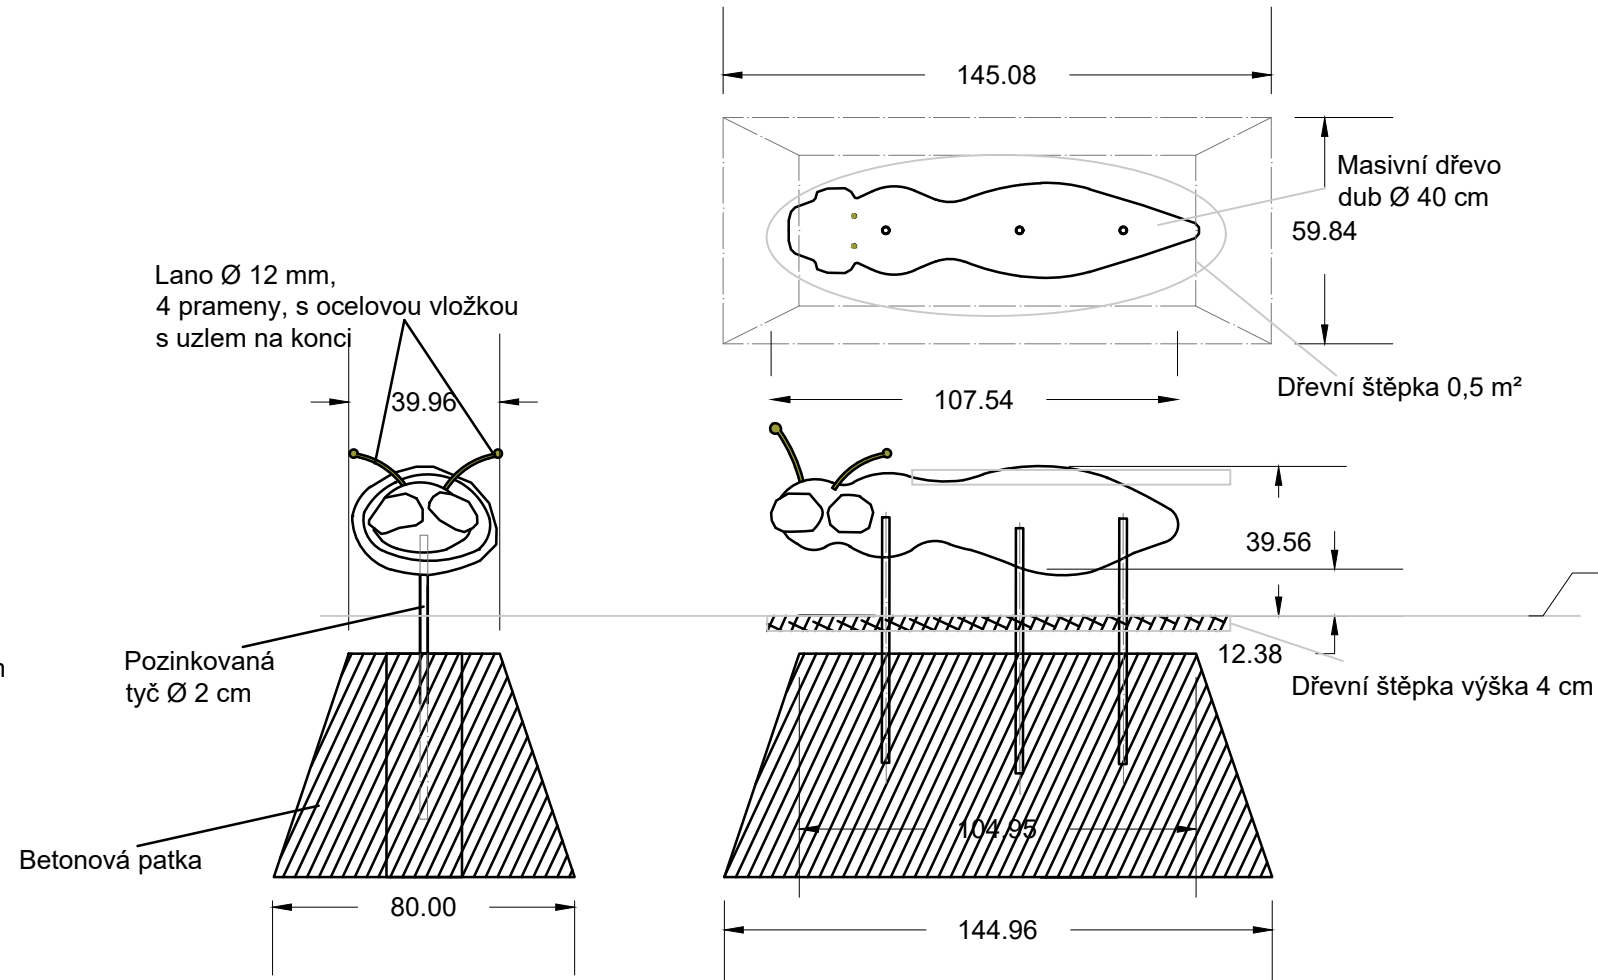 145.08
Masivní dřevo
dub Ø 40 cm
59.84
Lano Ø 12 mm,
4 prameny, s ocelovou vložkou
s uzlem na konci
39.96
107.54
Dřevní štěpka 0,5 m²
39.56
12.38
Pozinkovaná
tyč Ø 2 cm
Dřevní štěpka výška 4 cm
104.95
Betonová patka
80.00
144.96